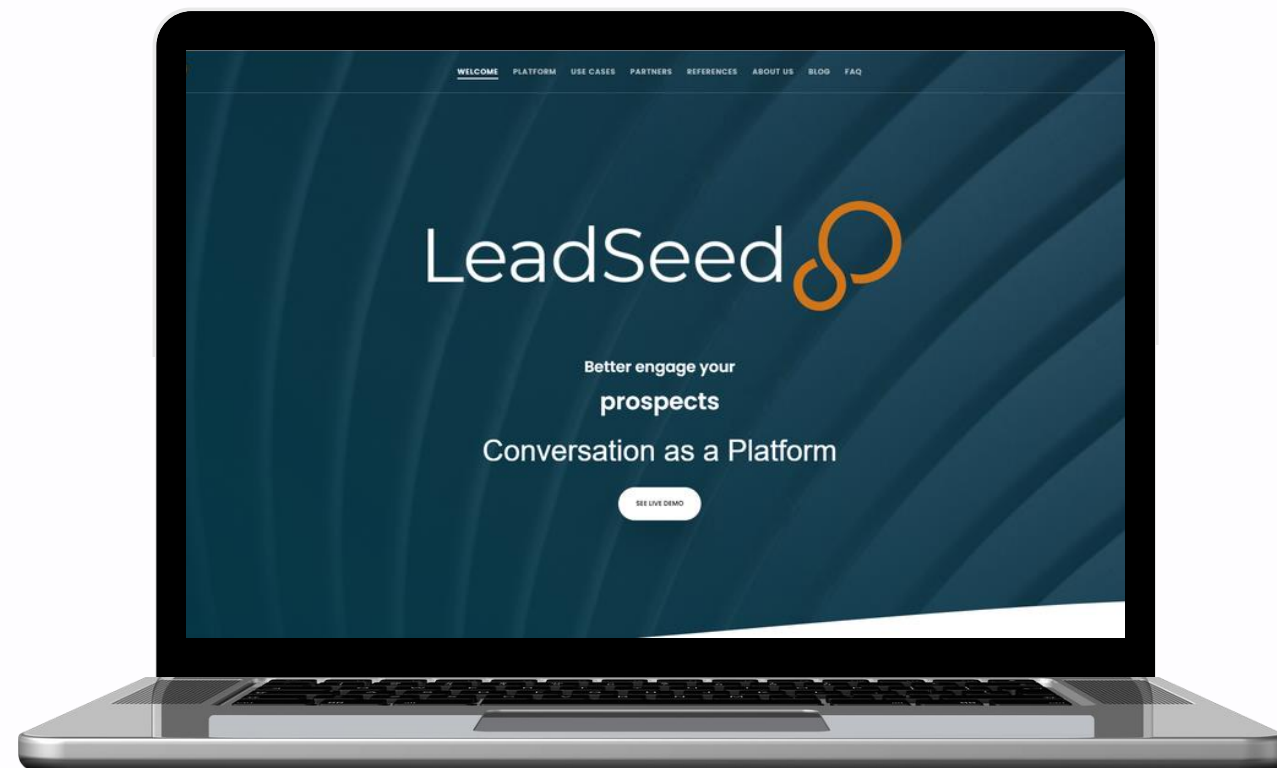 WELCOME PLATFORM USE CASES PARTNERS REFERENCES ABOUT US BLOG FAQ
LeadSeed
Better engage your
prospects
Conversation as a Platform
SEE LIVE DEMO